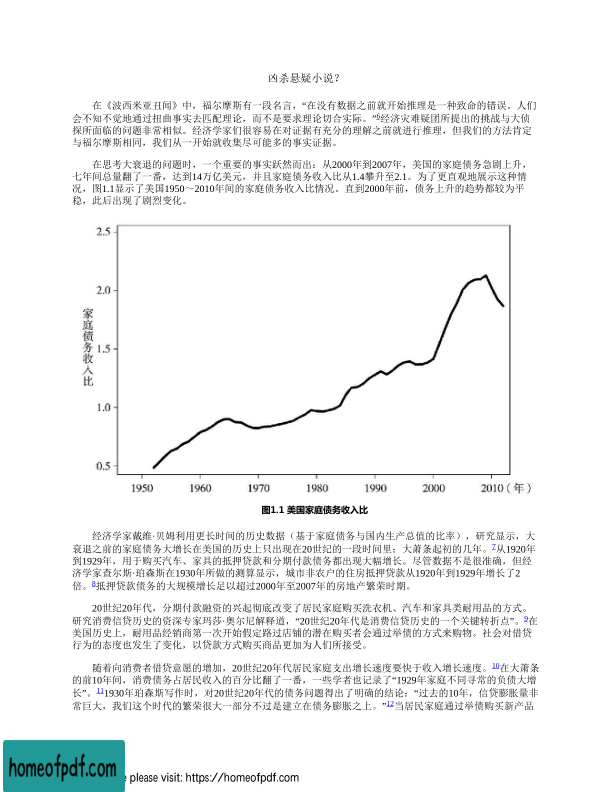 凶杀悬疑小说？
在《波西米亚丑闻》中，福尔摩斯有一段名言，“在没有数据之前就开始推理是一种致命的错误。人们
会不知不觉地通过扭曲事实去匹配理论，而不是要求理论切合实际。”6经济灾难疑团所提出的挑战与大侦
探所面临的问题非常相似。经济学家们很容易在对证据有充分的理解之前就进行推理，但我们的方法肯定
与福尔摩斯相同，我们从一开始就收集尽可能多的事实证据。
在思考大衰退的问题时，一个重要的事实跃然而出：从2000年到2007年，美国的家庭债务急剧上升，
七年间总量翻了一番，达到14万亿美元，并且家庭债务收入比从1.4攀升至2.1。为了更直观地展示这种情
况，图1.1显示了美国1950～2010年间的家庭债务收入比情况。直到2000年前，债务上升的趋势都较为平
稳，此后出现了剧烈变化。
2.5
2.0
1.5
1.0
0.5
家庭债务收入比
1950 1960 1970 1980 1990 2000 2010（年）
图1.1 美国家庭债务收入比
经济学家戴维·贝姆利用更长时间的历史数据（基于家庭债务与国内生产总值的比率），研究显示，大
衰退之前的家庭债务大增长在美国的历史上只出现在20世纪的一段时间里：大萧条起初的几年。7从1920年
到1929年，用于购买汽车、家具的抵押贷款和分期付款债务都出现大幅增长。尽管数据不是很准确，但经
济学家查尔斯·珀森斯在1930年所做的测算显示，城市非农户的住房抵押贷款从1920年到1929年增长了2
倍。8抵押贷款债务的大规模增长足以超过2000年至2007年的房地产繁荣时期。
20世纪20年代，分期付款融资的兴起彻底改变了居民家庭购买洗衣机、汽车和家具类耐用品的方式。
研究消费信贷历史的资深专家玛莎·奥尔尼解释道，“20世纪20年代是消费信贷历史的一个关键转折点”。9在
美国历史上，耐用品经销商第一次开始假定路过店铺的潜在购买者会通过举债的方式来购物。社会对借贷
行为的态度也发生了变化，以贷款方式购买商品更加为人们所接受。
随着向消费者借贷意愿的增加，20世纪20年代居民家庭支出增长速度要快于收入增长速度。10在大萧条
的前10年间，消费债务占居民收入的百分比翻了一番，一些学者也记录了“1929年家庭不同寻常的负债大增
长”。111930年珀森斯写作时，对20世纪20年代的债务问题得出了明确的结论：“过去的10年，信贷膨胀量非
常巨大，我们这个时代的繁荣很大一部分不过是建立在债务膨胀之上。”12当居民家庭通过举债购买新产品
homeofpdf.com
e please visit: https://homeofpdf.com